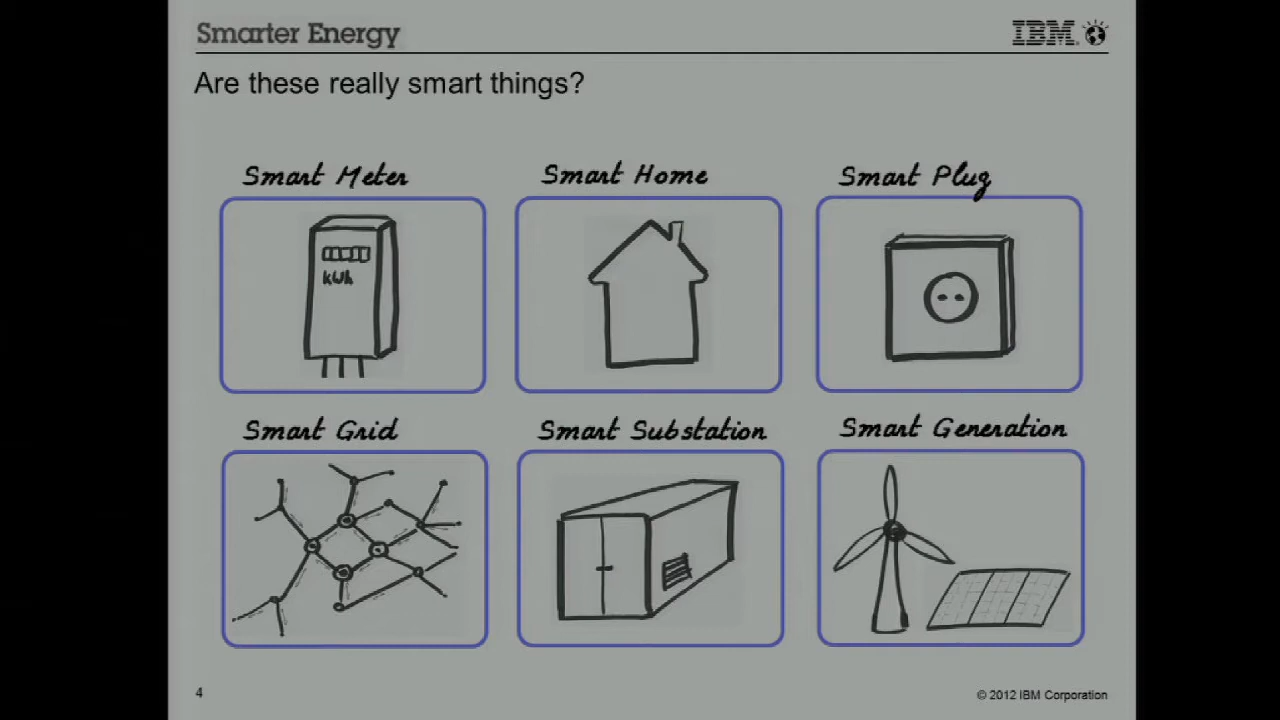 Smarter Energy
IBM
Are these really smart things?
Smart Meter
Smart Home
Smart Plug
kWh
Smart Grid
Smart Substation
Smart Generation
4
© 2012 IBM Corporation